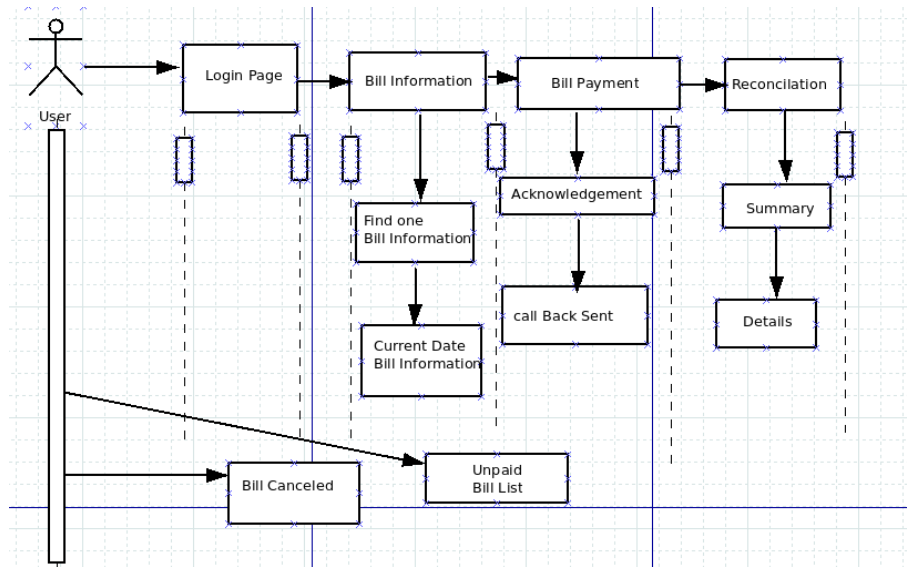 Login Page
Bill Information
Bill Payment
Reconcilation
User
Find one
Bill Information
Acknowledgement
Summary
Current Date
Bill Information
call Back Sent
Details
Bill Canceled
Unpaid
Bill List